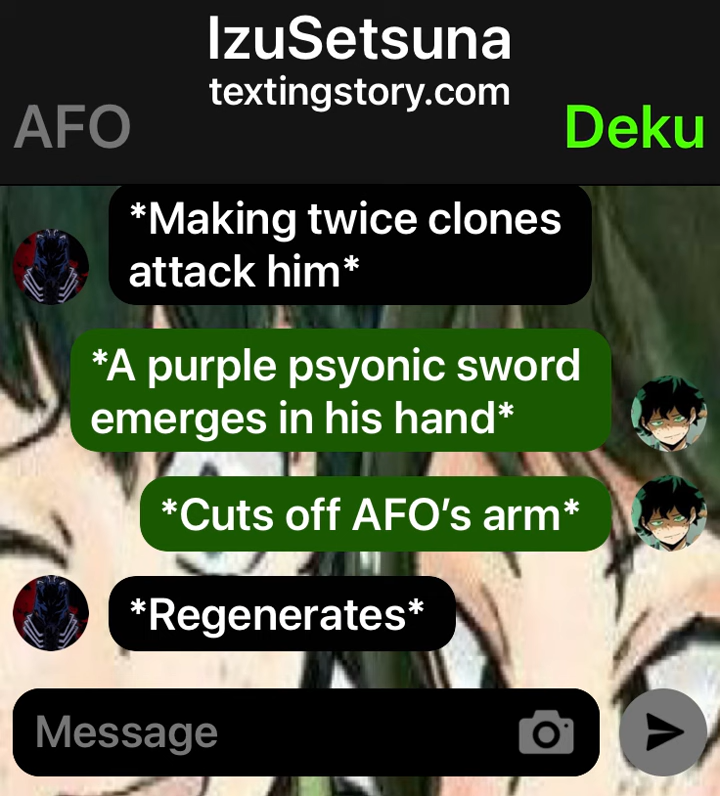 IzuSetsuna
textingstory.com
AFO
Deku
*Making twice clones
attack him*
*A purple psyonic sword
emerges in his hand*
*Cuts off AFO’s arm*
*Regenerates*
Message